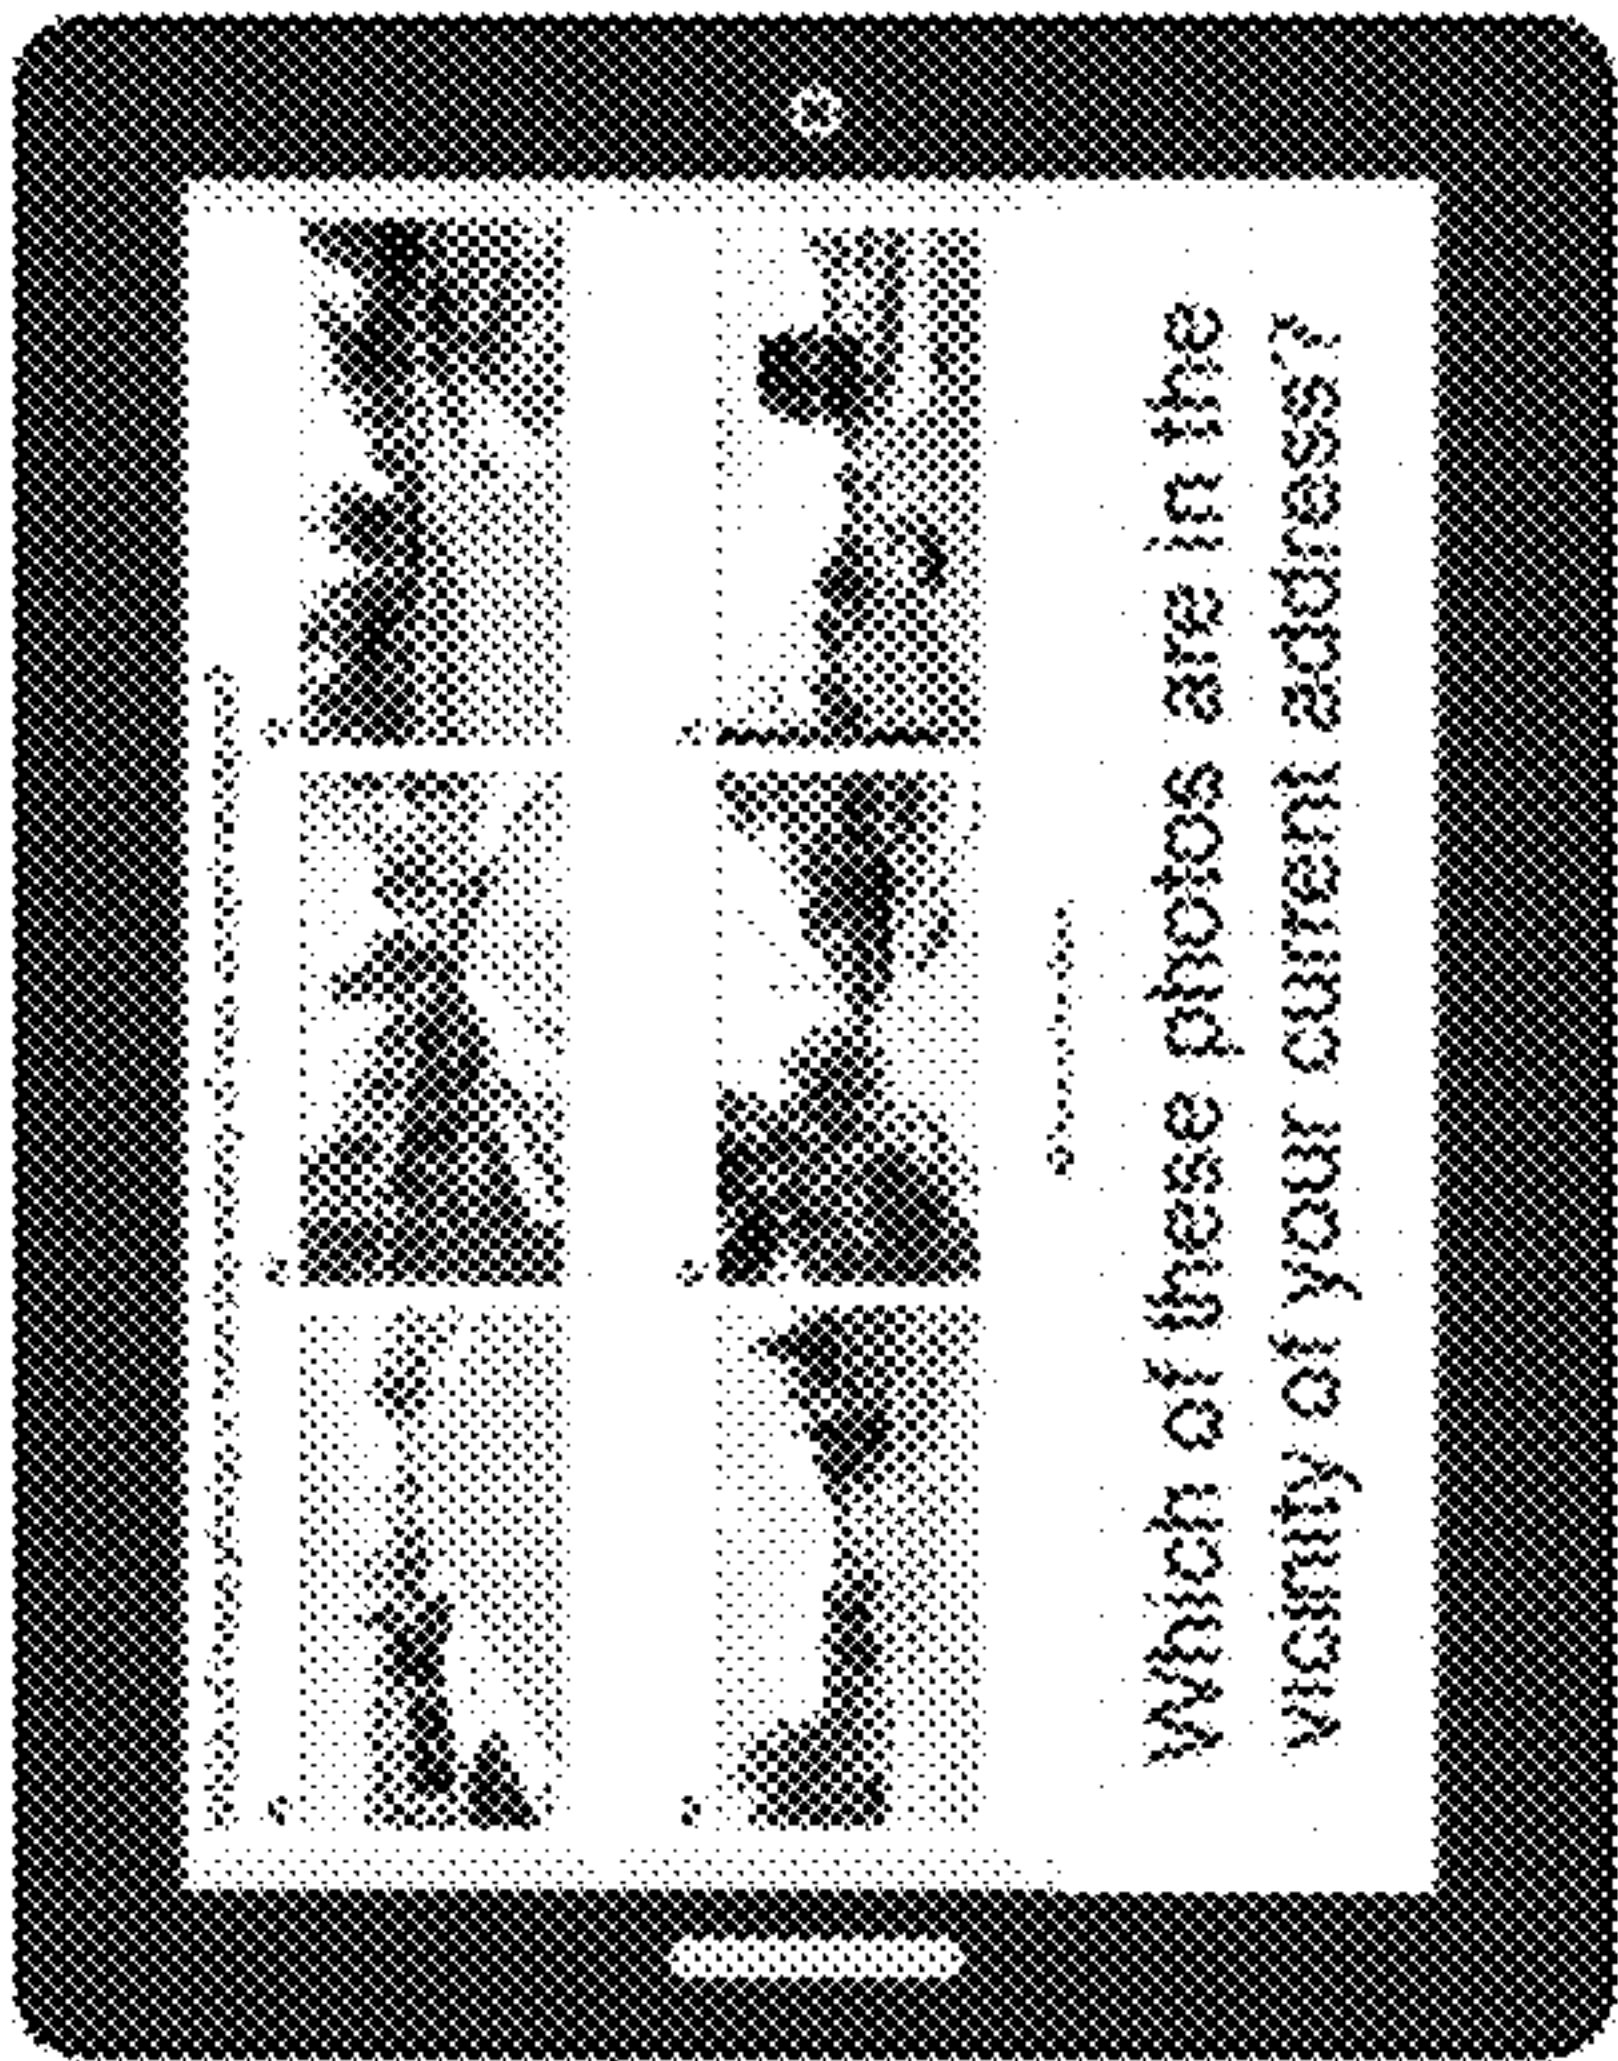 Which of these photos are in the
vicinity of your current address?